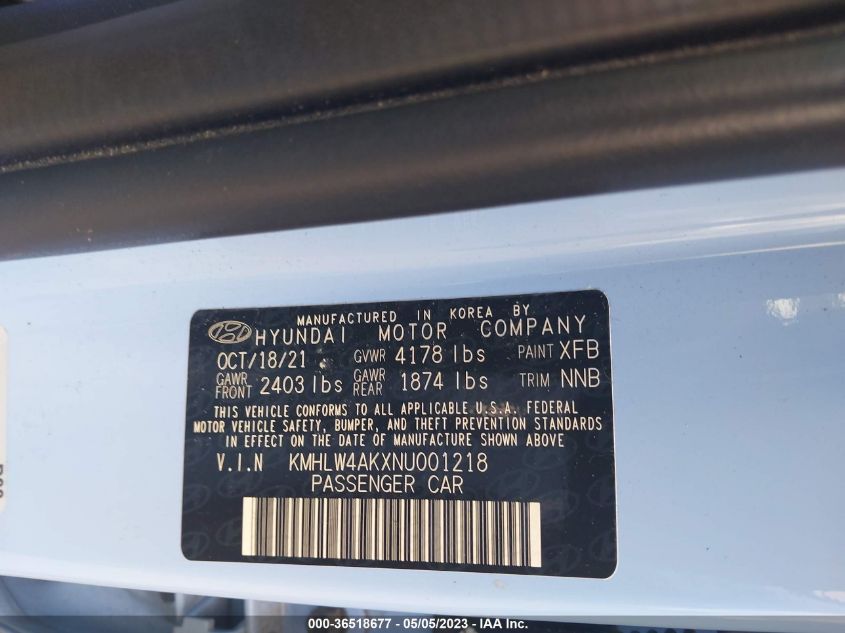 MANUFACTURED IN KOREA BY
HYUNDAI MOTOR COMPANY
OCT/18/21 GVWR 4178 lbs PAINT XFB
GAWR FRONT 2403 lbs GAWR REAR 1874 lbs TRIM NNB
THIS VEHICLE CONFORMS TO ALL APPLICABLE U.S.A. FEDERAL
MOTOR VEHICLE SAFETY, BUMPER, AND THEFT PREVENTION STANDARDS
IN EFFECT ON THE DATE OF MANUFACTURE SHOWN ABOVE
V.I.N KMHLW4AKXNU001218
PASSENGER CAR
000-36518677 - 05/05/2023 - IAA Inc.